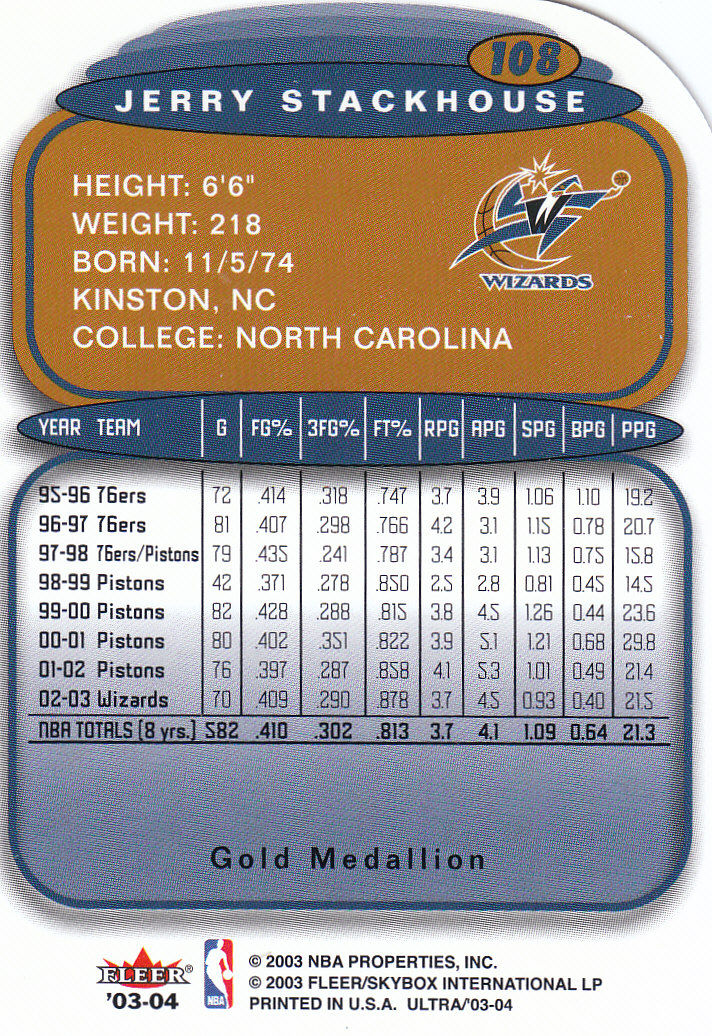 108
JERRY STACKHOUSE
HEIGHT: 6'6"
WEIGHT: 218
BORN: 11/5/74
KINSTON, NC
COLLEGE: NORTH CAROLINA
W
WIZARDS
YEAR TEAM G FG% 3FG% FT% RPG APG SPG BPG PPG
95-96 76ers 72 .414 .318 .747 3.7 3.9 1.06 1.10 19.2
96-97 76ers 81 .407 .298 .766 4.2 3.1 1.15 0.78 20.7
97-98 76ers/Pistons 79 .435 .241 .787 3.4 3.1 1.13 0.75 15.8
98-99 Pistons 42 .371 .278 .850 2.5 2.8 0.81 0.45 14.5
99-00 Pistons 82 .428 .288 .815 3.8 4.5 1.26 0.44 23.6
00-01 Pistons 80 .402 .351 .822 3.9 5.1 1.21 0.68 29.8
01-02 Pistons 76 .397 .287 .858 4.1 5.3 1.01 0.49 21.4
02-03 Wizards 70 .409 .290 .878 3.7 4.5 0.93 0.40 21.5
NBA TOTALS (8 yrs.) 582 .410 .302 .813 3.7 4.1 1.09 0.64 21.3
Gold Medallion
FLEER®
'03-04
NBA
© 2003 NBA PROPERTIES, INC.
© 2003 FLEER/SKYBOX INTERNATIONAL LP
PRINTED IN U.S.A. ULTRA/'03-04